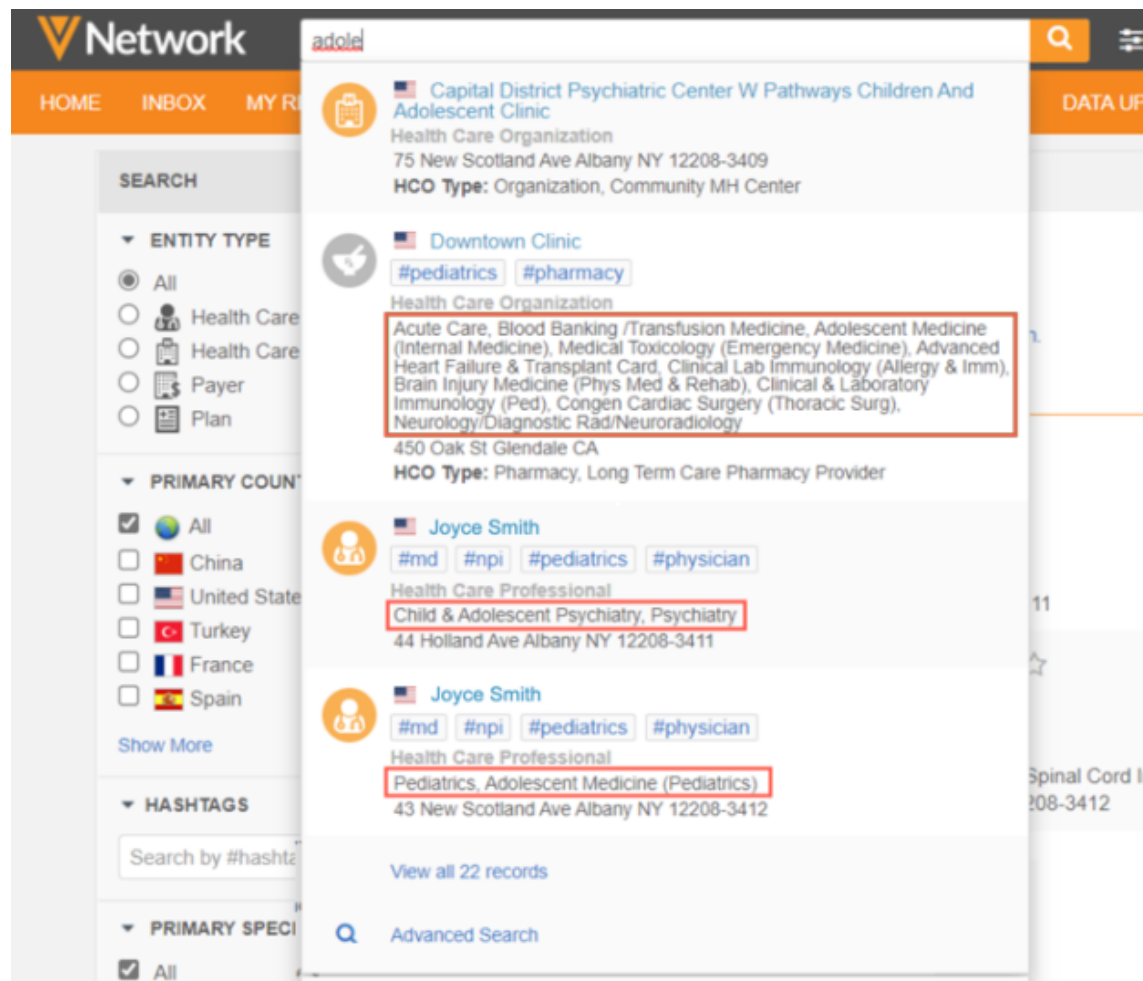 Network
adole
HOME INBOX MY
DATA
SEARCH
ENTITY TYPE
All
Health Care
Health Care
Payer
Plan
PRIMARY
All
China
United
Turkey
France
Spain
Show More
HASHTAGS
Search by
PRIMARY
All
Capital District Psychiatric Center W Pathways Children And
Adolescent Clinic
Health Care Organization
75 New Scotland Ave Albany NY 12208-3409
HCO Type: Organization, Community MH Center
Downtown Clinic
#pediatrics #pharmacy
Health Care Organization
Acute Care, Blood Banking /Transfusion Medicine, Adolescent Medicine
(Internal Medicine), Medical Toxicology (Emergency Medicine), Advanced
Heart Failure & Transplant Card, Clinical Lab Immunology (Allergy & Imm),
Brain Injury Medicine (Phys Med & Rehab), Clinical & Laboratory
Immunology (Ped), Congen Cardiac Surgery (Thoracic Surg),
Neurology/Diagnostic Rad/Neuroradiology
450 Oak St Glendale CA
HCO Type: Pharmacy, Long Term Care Pharmacy Provider
Joyce Smith
#md #npi #pediatrics #physician
Health Care Professional
Child & Adolescent Psychiatry, Psychiatry
44 Holland Ave Albany NY 12208-3411
Joyce Smith
#md #npi #pediatrics #physician
Health Care Professional
Pediatrics, Adolescent Medicine (Pediatrics)
43 New Scotland Ave Albany NY 12208-3412
View all 22 records
Advanced Search
11
Spinal Cord
208-3412